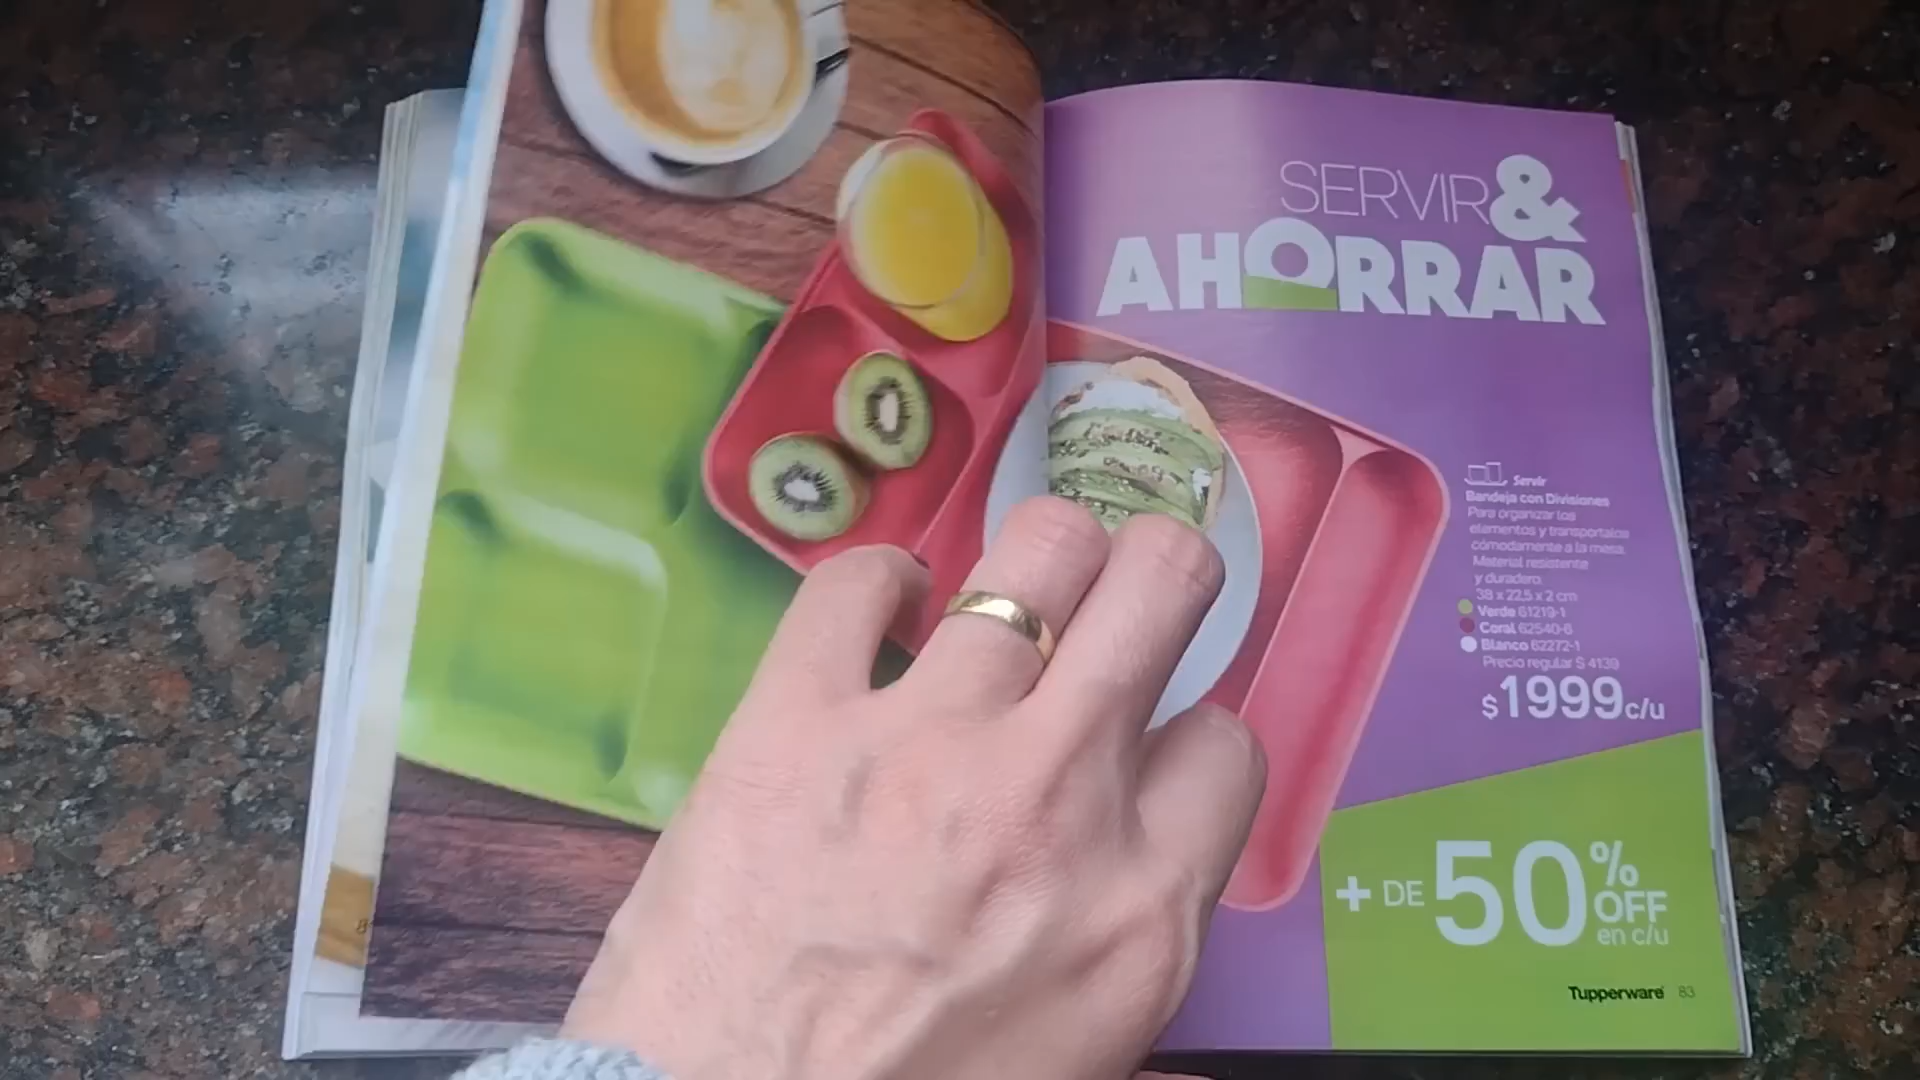 SERVIR&
AHORRAR
Servir
Bandeja con Divisiones
Para organizar los
elementos y transportalos
cómodamente a la mesa.
Material resistente
y duradero.
38 x 22,5 x 2 cm
Verde 61219-1
Coral 62540-6
Blanco 62272-1
Precio regular $ 4139
$1999c/u
+ DE 50% OFF
en c/u
Tupperware 83